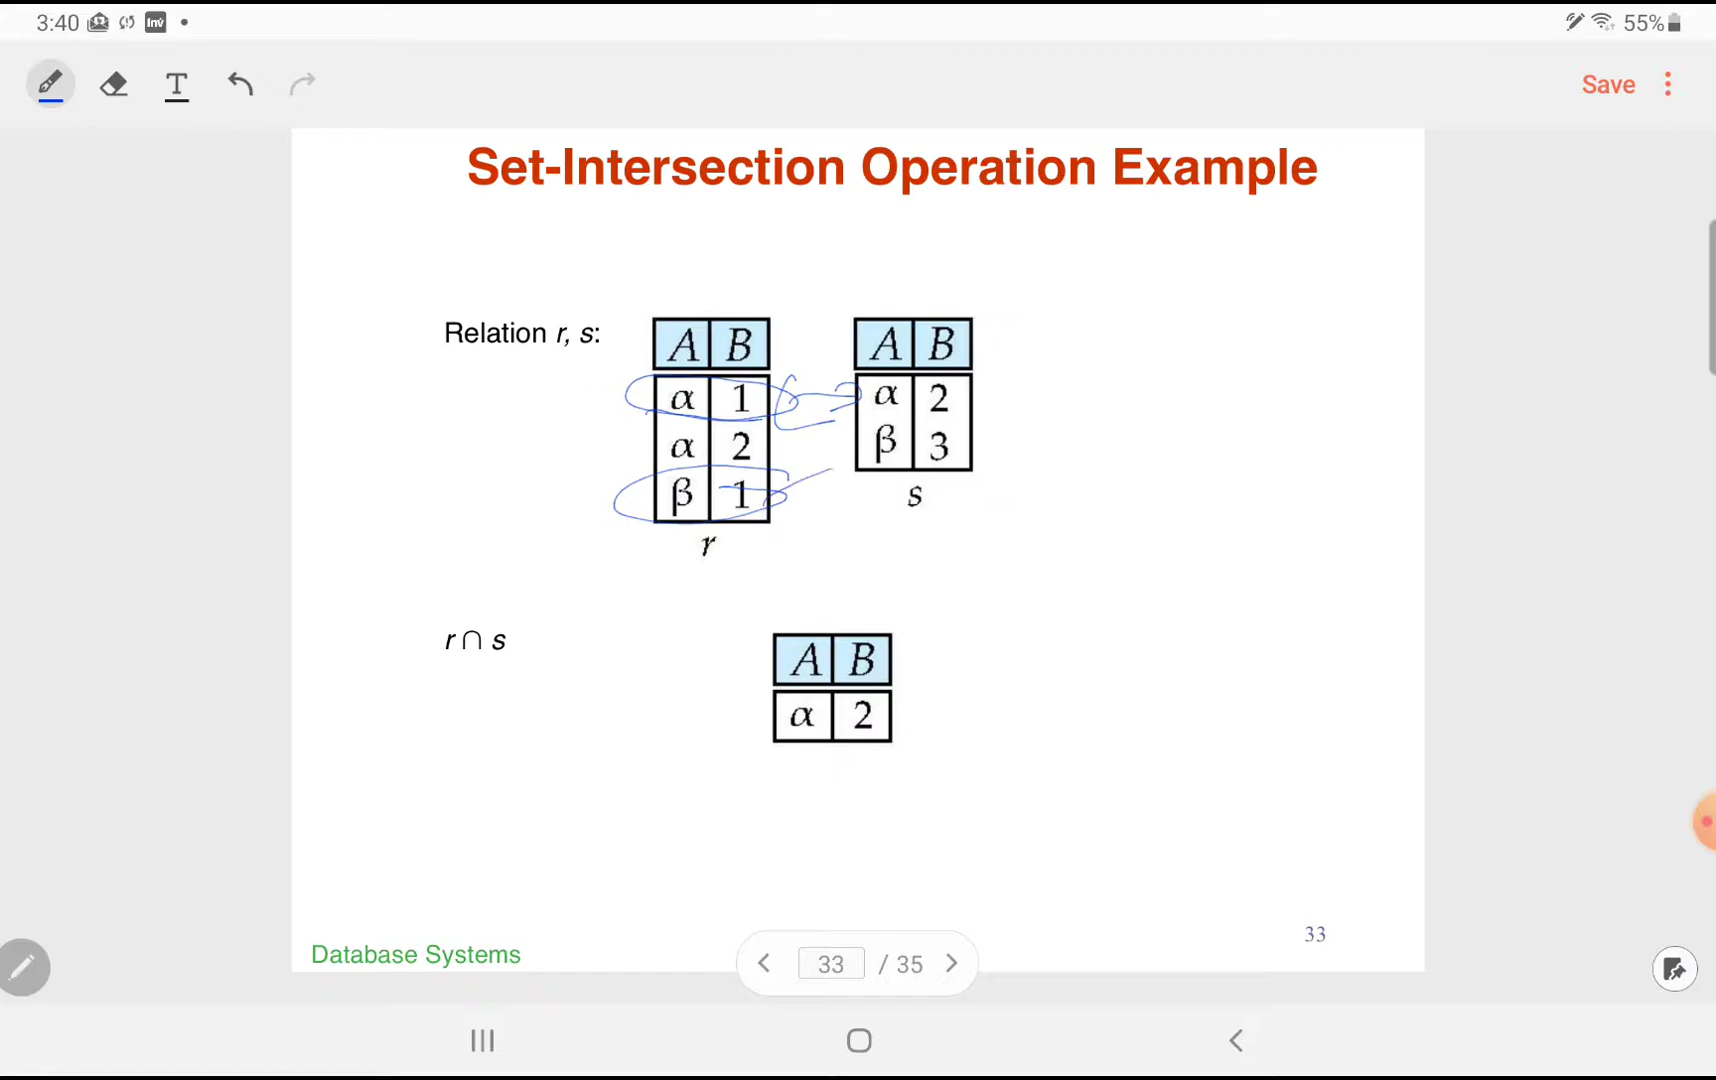 3:40 Inv 55%
T Save
Set-Intersection Operation Example
Relation r, s:
A B A B
α 1 α 2
α 2 β 3
β 1 s
r
r ∩ s
A B
α 2
33
Database Systems
33 / 35